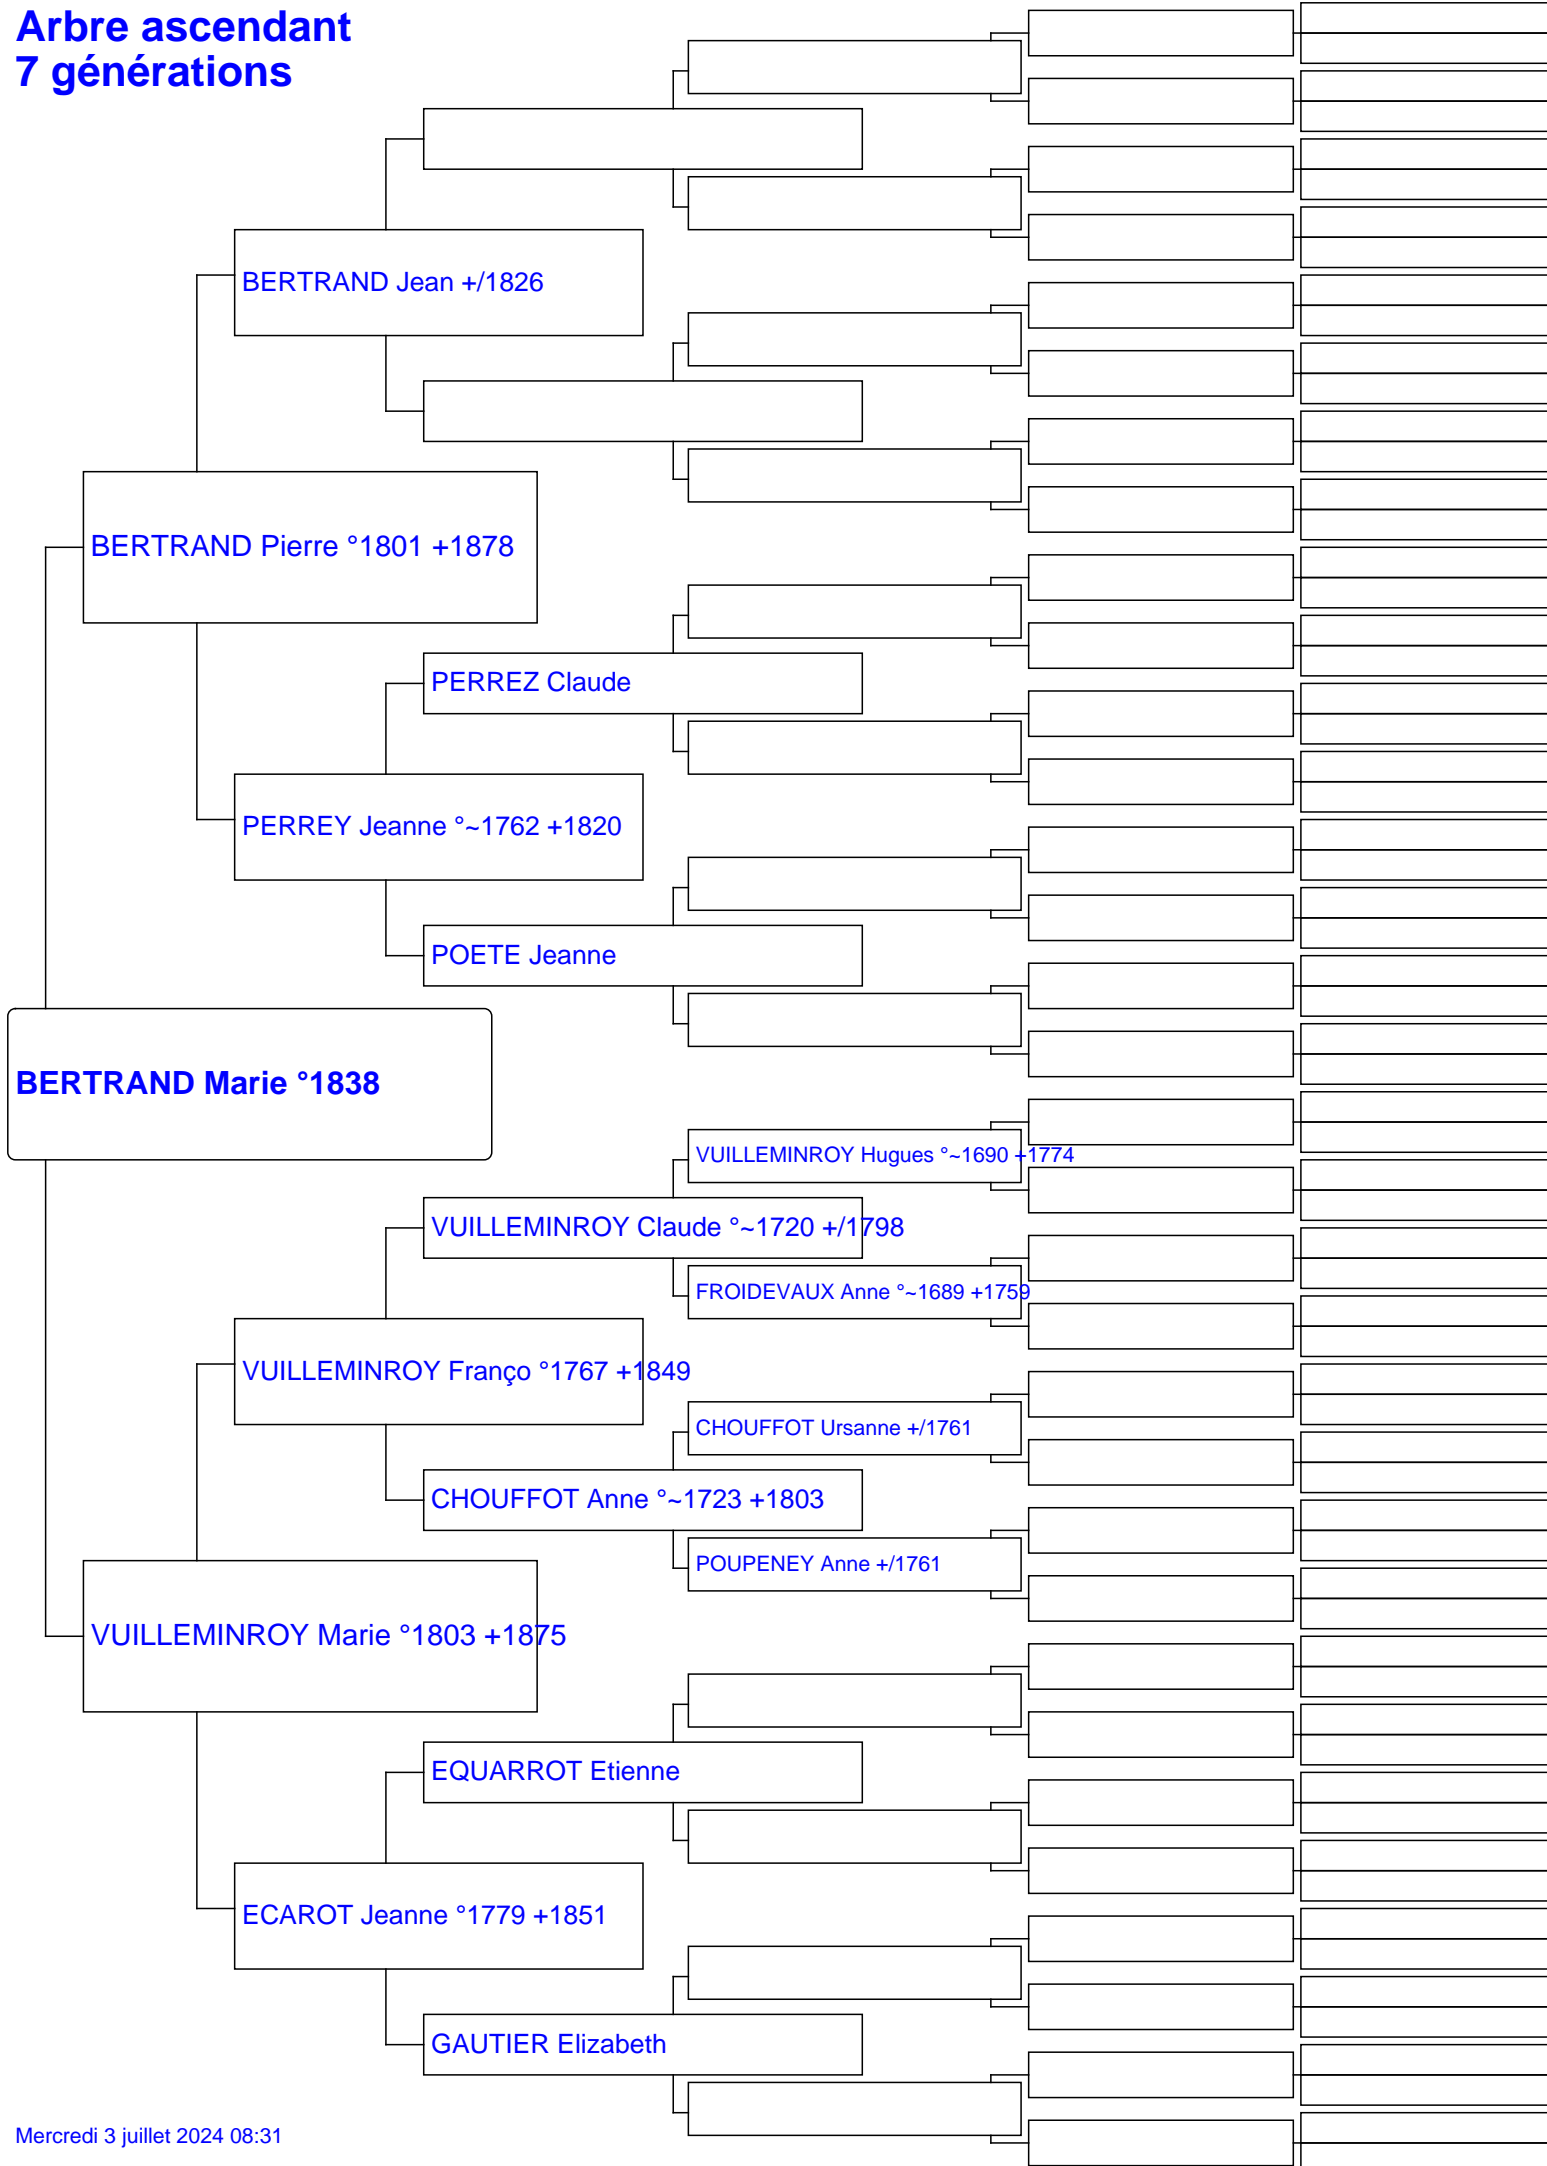 Arbre ascendant
7 générations
BERTRAND Jean +/1826
BERTRAND Pierre °1801 +1878
PERREZ Claude
PERREY Jeanne °~1762 +1820
POETE Jeanne
BERTRAND Marie °1838
VUILLEMINROY Hugues °~1690 +1774
VUILLEMINROY Claude °~1720 +/1798
FROIDEVAUX Anne °~1689 +1759
VUILLEMINROY Franço °1767 +1849
CHOUFFOT Ursanne +/1761
CHOUFFOT Anne °~1723 +1803
POUPENEY Anne +/1761
VUILLEMINROY Marie °1803 +1875
EQUARROT Etienne
ECAROT Jeanne °1779 +1851
GAUTIER Elizabeth
Mercredi 3 juillet 2024 08:31